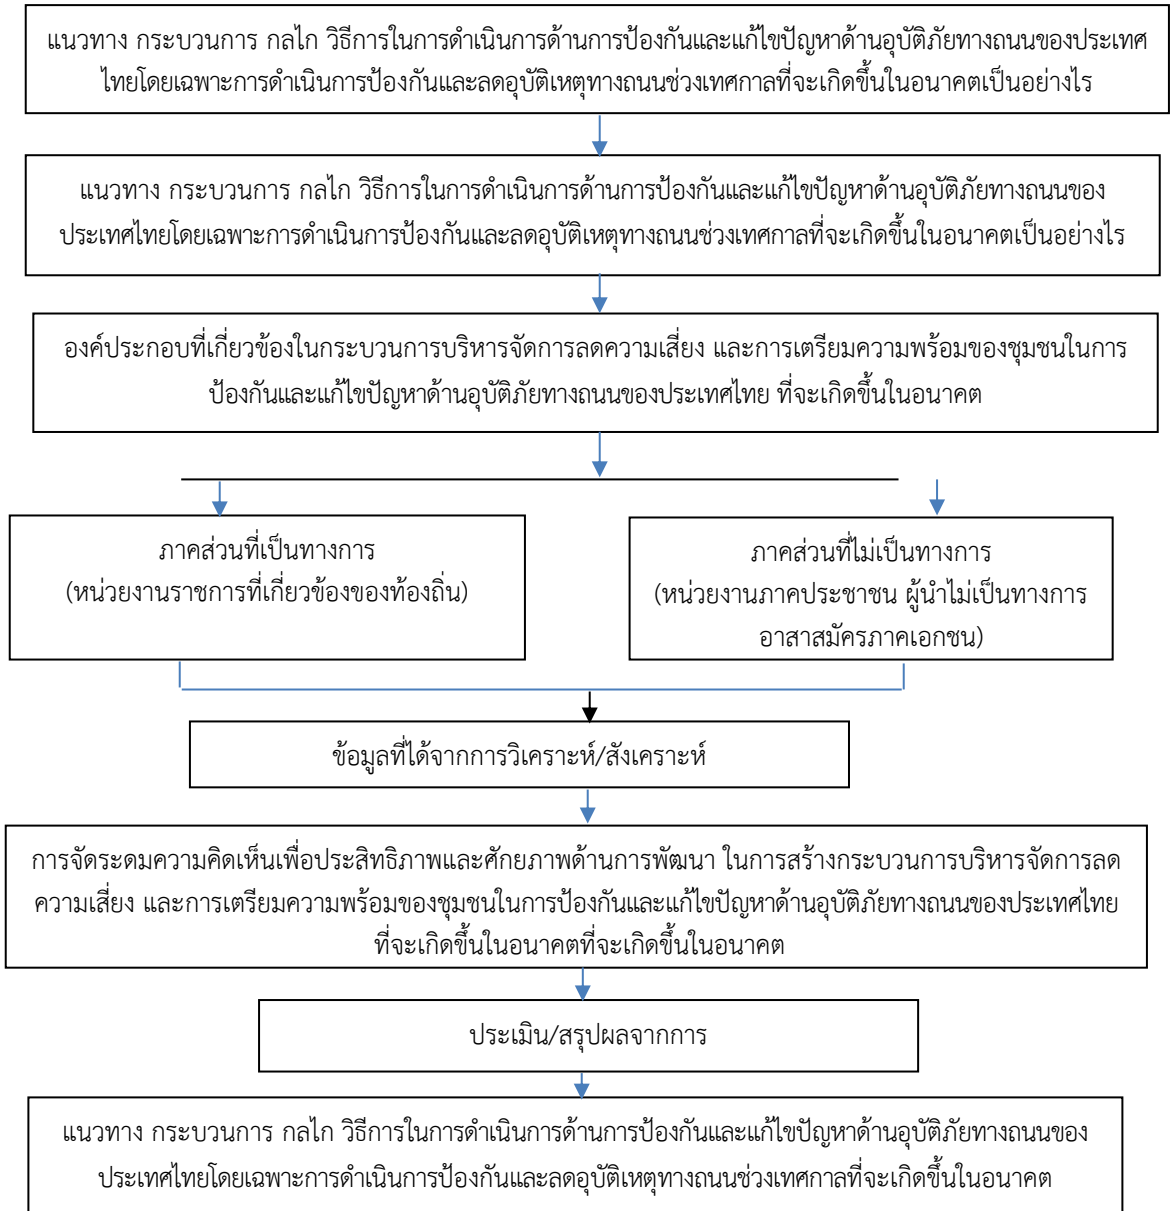 แนวทาง กระบวนการ กลไก วิธีการในการดำเนินการด้านการป้องกันและแก้ไขปัญหาด้านอุบัติภัยทางถนนของประเทศ
ไทยโดยเฉพาะการดำเนินการป้องกันและลดอุบัติเหตุทางถนนช่วงเทศกาลที่จะเกิดขึ้นในอนาคตเป็นอย่างไร
แนวทาง กระบวนการ กลไก วิธีการในการดำเนินการด้านการป้องกันและแก้ไขปัญหาด้านอุบัติภัยทางถนนของ
ประเทศไทยโดยเฉพาะการดำเนินการป้องกันและลดอุบัติเหตุทางถนนช่วงเทศกาลที่จะเกิดขึ้นในอนาคตเป็นอย่างไร
องค์ประกอบที่เกี่ยวข้องในกระบวนการบริหารจัดการลดความเสี่ยง และการเตรียมความพร้อมของชุมชนในการ
ป้องกันและแก้ไขปัญหาด้านอุบัติภัยทางถนนของประเทศไทย ที่จะเกิดขึ้นในอนาคต
ภาคส่วนที่เป็นทางการ
(หน่วยงานราชการที่เกี่ยวข้องของท้องถิ่น)
ภาคส่วนที่ไม่เป็นทางการ
(หน่วยงานภาคประชาชน ผู้นำไม่เป็นทางการ
อาสาสมัครภาคเอกชน)
ข้อมูลที่ได้จากการวิเคราะห์/สังเคราะห์
การจัดระดมความคิดเห็นเพื่อประสิทธิภาพและศักยภาพด้านการพัฒนา ในการสร้างกระบวนการบริหารจัดการลด
ความเสี่ยง และการเตรียมความพร้อมของชุมชนในการป้องกันและแก้ไขปัญหาด้านอุบัติภัยทางถนนของประเทศไทย
ที่จะเกิดขึ้นในอนาคตที่จะเกิดขึ้นในอนาคต
ประเมิน/สรุปผลจากการ
แนวทาง กระบวนการ กลไก วิธีการในการดำเนินการด้านการป้องกันและแก้ไขปัญหาด้านอุบัติภัยทางถนนของ
ประเทศไทยโดยเฉพาะการดำเนินการป้องกันและลดอุบัติเหตุทางถนนช่วงเทศกาลที่จะเกิดขึ้นในอนาคต